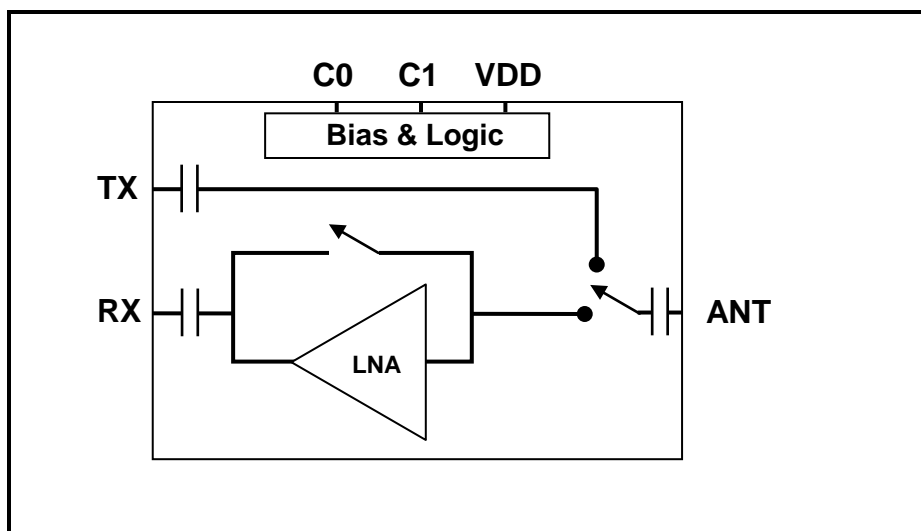 C0 C1 VDD
Bias & Logic
TX
RX
LNA
ANT